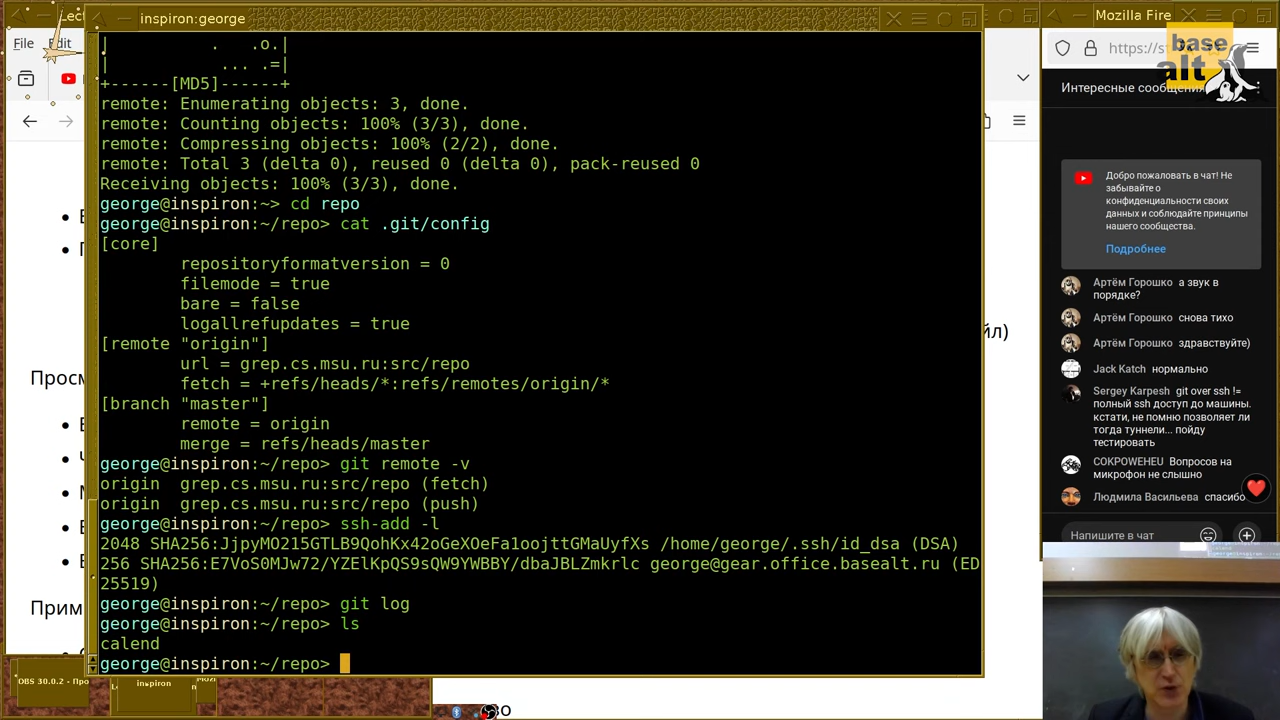 inspiron:george
Mozilla Fire
File
Edit
https://s
base
alt
Интересные сообщения
|           .   .o.|
|            ... .=|
+------[MD5]------+
remote: Enumerating objects: 3, done.
remote: Counting objects: 100% (3/3), done.
remote: Compressing objects: 100% (2/2), done.
remote: Total 3 (delta 0), reused 0 (delta 0), pack-reused 0
Receiving objects: 100% (3/3), done.
george@inspiron:~> cd repo
george@inspiron:~/repo> cat .git/config
[core]
        repositoryformatversion = 0
        filemode = true
        bare = false
        logallrefupdates = true
[remote "origin"]
        url = grep.cs.msu.ru:src/repo
        fetch = +refs/heads/*:refs/remotes/origin/*
[branch "master"]
        remote = origin
        merge = refs/heads/master
george@inspiron:~/repo> git remote -v
origin  grep.cs.msu.ru:src/repo (fetch)
origin  grep.cs.msu.ru:src/repo (push)
george@inspiron:~/repo> ssh-add -l
2048 SHA256:JjpyMO215GTLB9QohKx42oGeXOeFa1oojttGMaUyfXs /home/george/.ssh/id_dsa (DSA)
256 SHA256:E7VoS0MJw72/YZElKpQS9sQW9YWBBY/dbaJBLZmkrlc george@gear.office.basealt.ru (ED
25519)
george@inspiron:~/repo> git log
george@inspiron:~/repo> ls
calend
george@inspiron:~/repo>
Добро пожаловать в чат! Не
забывайте о
конфиденциальности своих
данных и соблюдайте принципы
нашего сообщества.
Подробнее
Артём Горошко а звук в
порядке?
Артём Горошко снова тихо
Артём Горошко здравствуйте)
Jack Katch нормально
Sergey Karpesh git over ssh !=
полный ssh доступ до машины.
кстати, не помню позволяет ли
тогда туннели... пойду
тестировать
COKPOWEHEU Вопросов на
микрофон не слышно
Людмила Васильева спасибо
Напишите в чат
OBS 30.0.2 - Про
inspiron